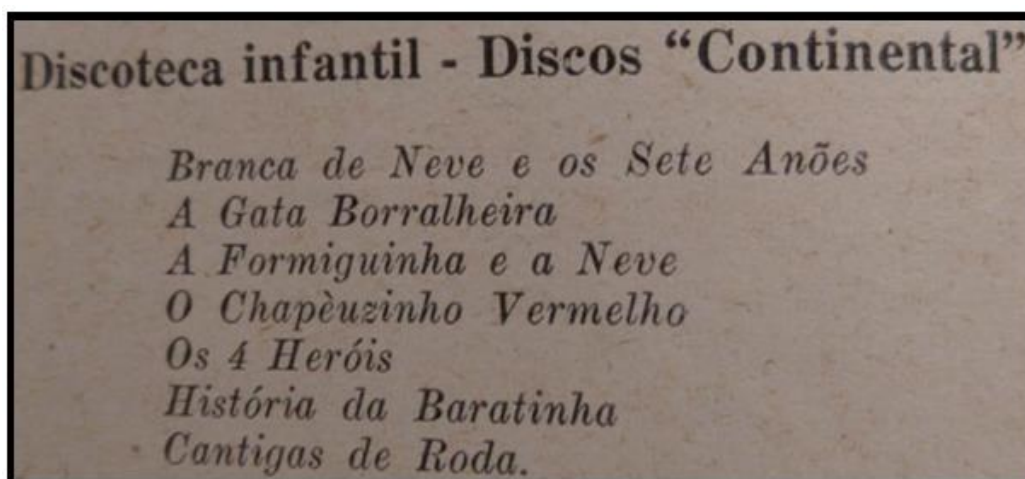 Discoteca infantil - Discos “Continental”
Branca de Neve e os Sete Anões
A Gata Borralheira
A Formiguinha e a Neve
O Chapèuzinho Vermelho
Os 4 Heróis
História da Baratinha
Cantigas de Roda.